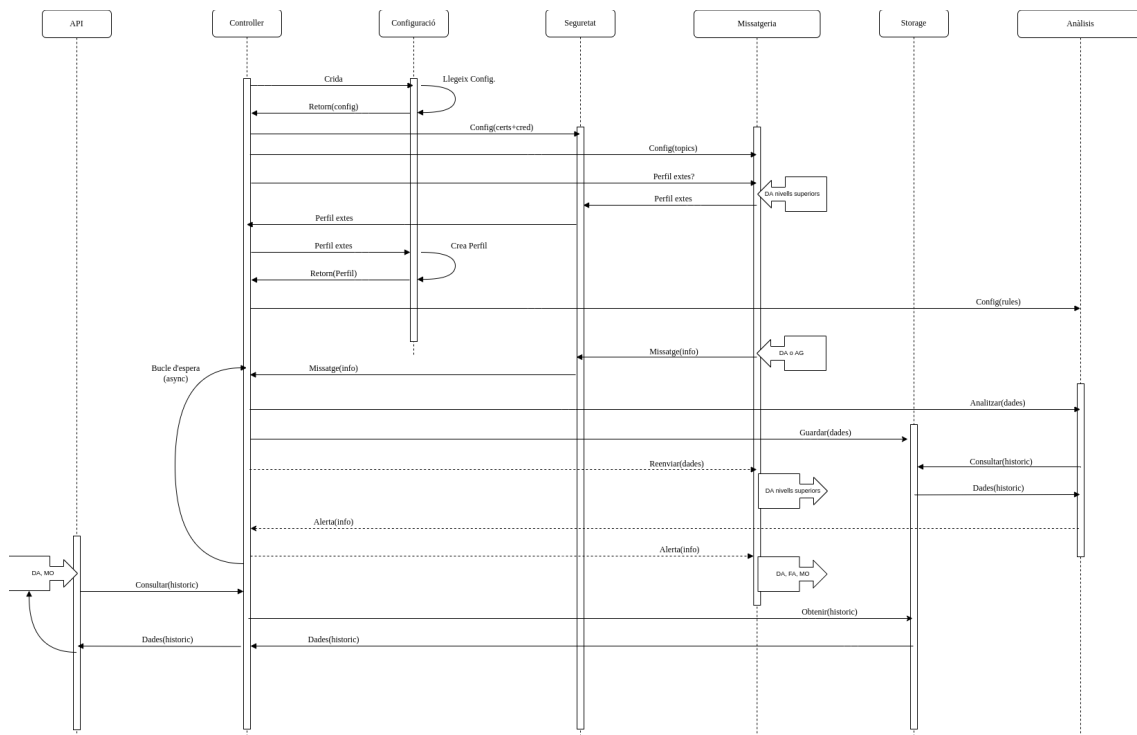 API
Controller
Configuració
Seguretat
Missatgeria
Storage
Anàlisis
Crida
Llegeix Config.
Retorn(config)
Config(certs+cred)
Config(topics)
Perfil extes?
DA nivells superiors
Perfil extes
Perfil extes
Perfil extes
Crea Perfil
Retorn(Perfil)
Config(rules)
Missatge(info)
DA o AG
Bucle d'espera
(async)
Missatge(info)
Analitzar(dades)
Guardar(dades)
Reenviar(dades)
Consultar(historic)
DA nivells superiors
Dades(historic)
Alerta(info)
Alerta(info)
DA, MO
DA, FA, MO
Consultar(historic)
Obtenir(historic)
Dades(historic)
Dades(historic)